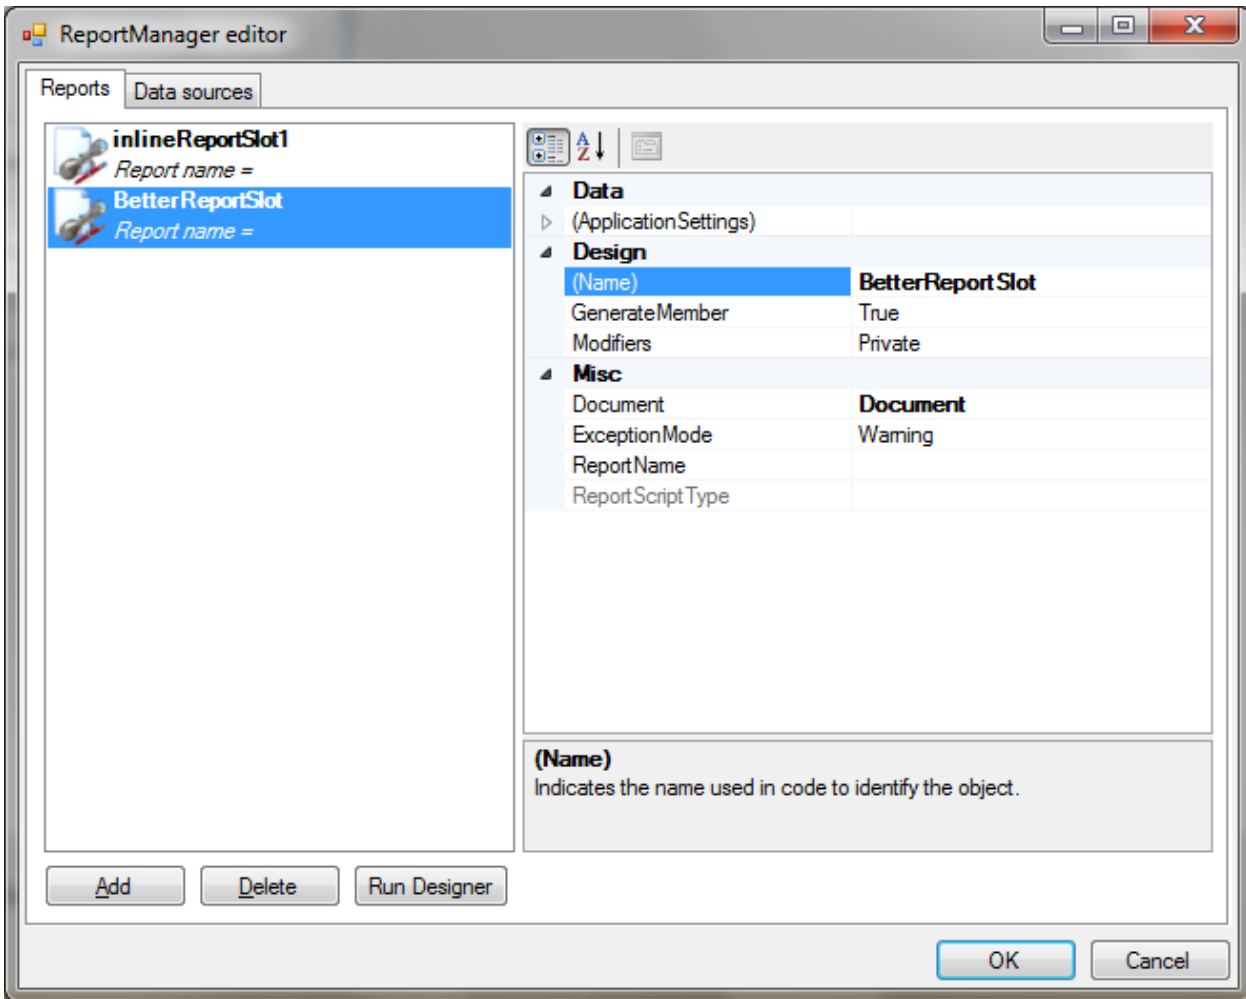 ReportManager editor
Reports
Data sources
inlineReportSlot1
Report name =
BetterReportSlot
Report name =
Data
(ApplicationSettings)
Design
(Name) BetterReportSlot
GenerateMember True
Modifiers Private
Misc
Document Document
ExceptionMode Warning
ReportName
ReportScriptType
(Name)
Indicates the name used in code to identify the object.
Add
Delete
Run Designer
OK
Cancel